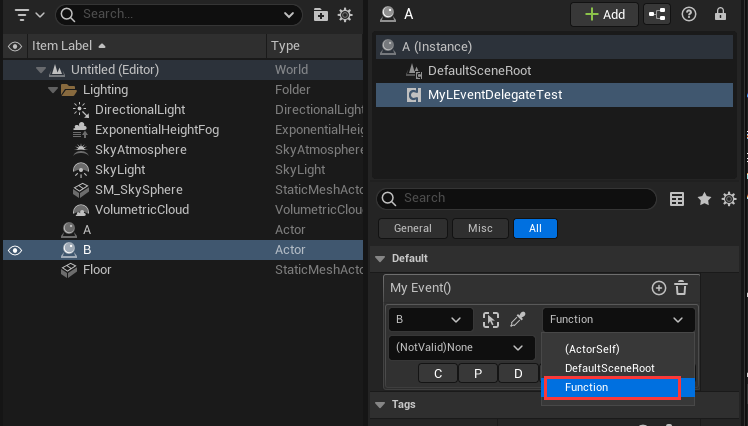 Search...
Item Label
Type
Untitled (Editor)
World
Lighting
Folder
DirectionalLight
DirectionalLight
ExponentialHeightFog
ExponentialHei
SkyAtmosphere
SkyAtmosphere
SkyLight
SkyLight
SM_SkySphere
StaticMeshActo
VolumetricCloud
VolumetricClou
A
Actor
B
Actor
Floor
StaticMeshActo
A
Add
A (Instance)
DefaultSceneRoot
MyLEventDelegateTest
Search
General
Misc
All
Default
My Event()
B
Function
(NotValid)None
(ActorSelf)
DefaultSceneRoot
Function
C
P
D
Tags